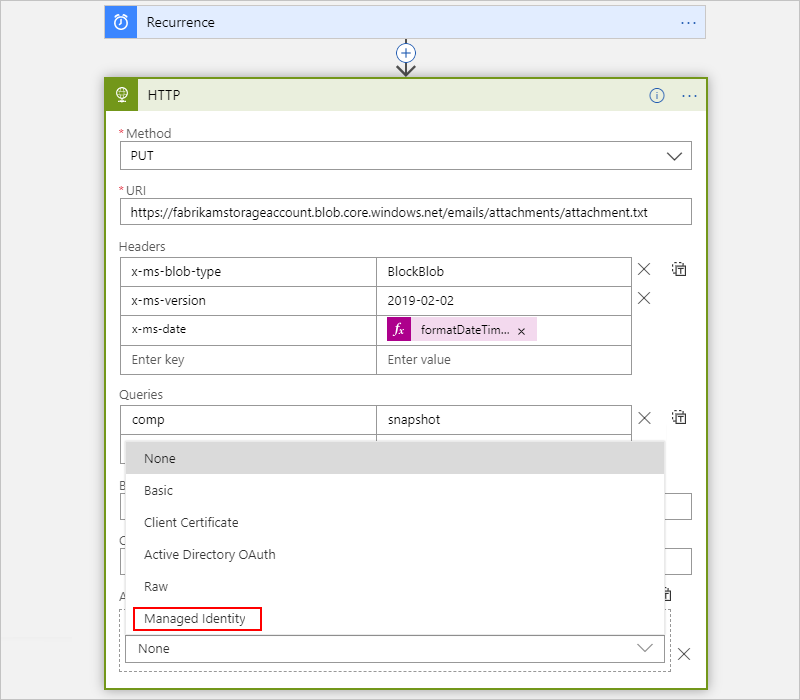 Recurrence
HTTP
* Method
PUT
* URI
https://fabrikamstorageaccount.blob.core.windows.net/emails/attachments/attachment.txt
Headers
x-ms-blob-type BlockBlob
x-ms-version 2019-02-02
x-ms-date fx formatDateTim... ×
Enter key Enter value
Queries
comp snapshot
None
Basic
Client Certificate
Active Directory OAuth
Raw
Managed Identity
None